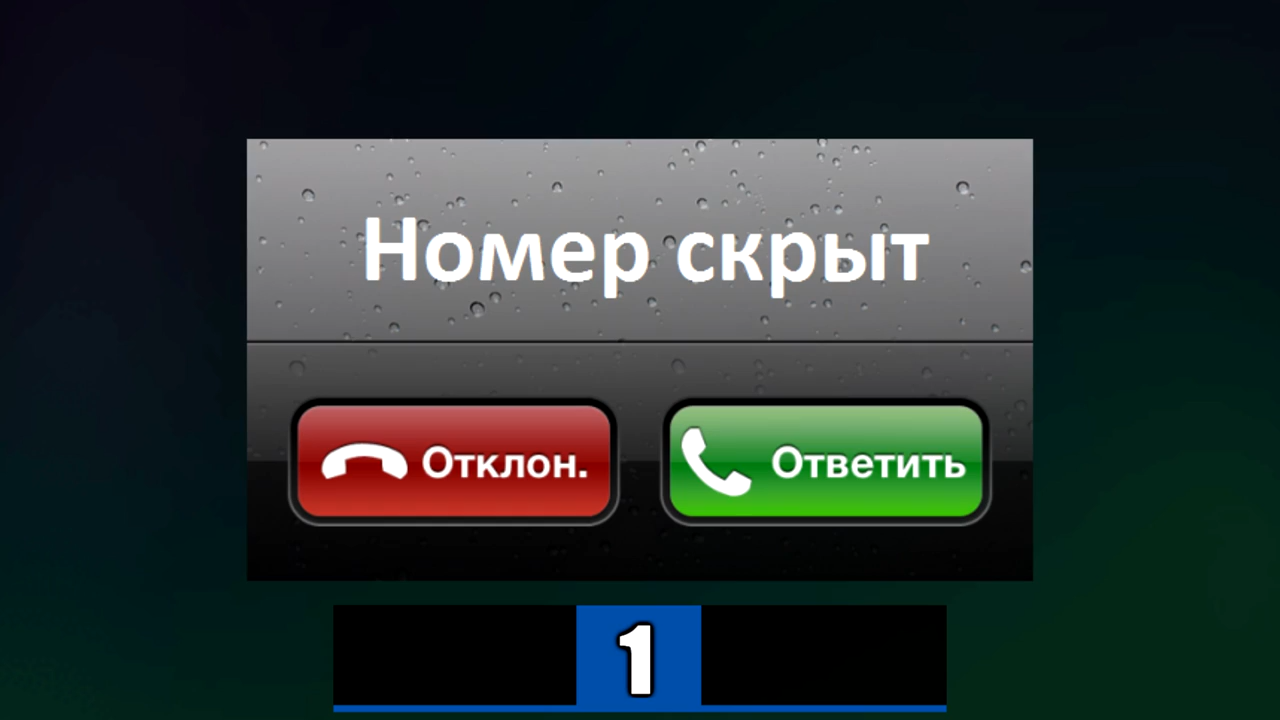 Номер скрыт
Отклон.
Ответить
1